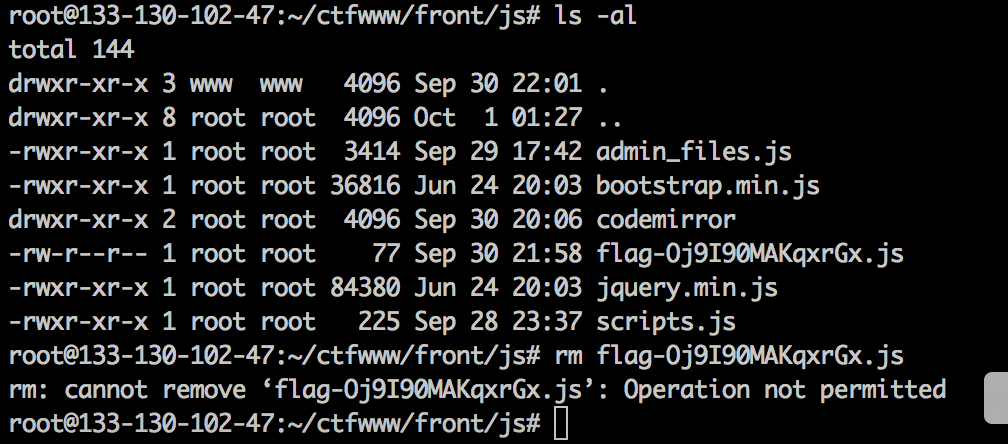 root@133-130-102-47:~/ctfwww/front/js# ls -al
total 144
drwxr-xr-x 3 www  www   4096 Sep 30 22:01 .
drwxr-xr-x 8 root root  4096 Oct  1 01:27 ..
-rwxr-xr-x 1 root root  3414 Sep 29 17:42 admin_files.js
-rwxr-xr-x 1 root root 36816 Jun 24 20:03 bootstrap.min.js
drwxr-xr-x 2 root root  4096 Sep 30 20:06 codemirror
-rw-r--r-- 1 root root    77 Sep 30 21:58 flag-Oj9I90MAKqxrGx.js
-rwxr-xr-x 1 root root 84380 Jun 24 20:03 jquery.min.js
-rwxr-xr-x 1 root root   225 Sep 28 23:37 scripts.js
root@133-130-102-47:~/ctfwww/front/js# rm flag-Oj9I90MAKqxrGx.js
rm: cannot remove ‘flag-Oj9I90MAKqxrGx.js’: Operation not permitted
root@133-130-102-47:~/ctfwww/front/js#